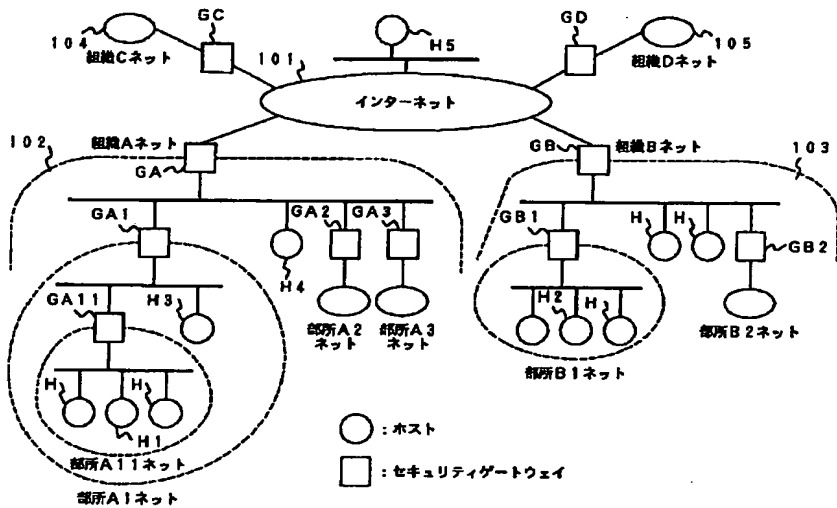 GC
GD
104
101
H5
105
組織Cネット
組織Dネット
インターネット
102
組織Aネット
GA
GB
組織Bネット
103
GA1
GA2
GA3
H4
GB1
H
H
GB2
GA11
H3
部所A2
ネット
部所A3
ネット
H2
H
部所B2ネット
部所B1ネット
H
H
H1
部所A11ネット
部所A1ネット
:ホスト
:セキュリティゲートウェイ